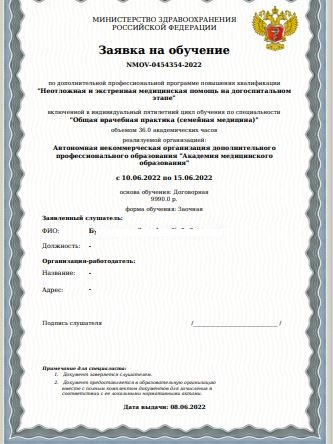 МИНИСТЕРСТВО ЗДРАВООХРАНЕНИЯ
РОССИЙСКОЙ ФЕДЕРАЦИИ
Заявка на обучение
NMOV-0454354-2022
по дополнительной профессиональной программе повышения квалификации
"Неотложная и экстренная медицинская помощь на догоспитальном
этапе"
включенной в индивидуальный пятилетний цикл обучения по специальности
"Общая врачебная практика (семейная медицина)"
объемом 36.0 академических часов
реализуемой организацией:
Автономная некоммерческая организация дополнительного
профессионального образования "Академия медицинского
образования"
с 10.06.2022 по 15.06.2022
основа обучения: Договорная
9990.0 р.
форма обучения: Заочная
Заявленный слушатель:
ФИО:
Должность: -
Организация-работодатель:
Название: -
Адрес: -
Подпись слушателя /____________________________/
Примечание для специалиста:
1. Документ заверяется слушателем.
2. Документ предоставляется в образовательную организацию
вместе с полным комплектом документов для зачисления в
соответствии с ее локальными нормативными актами.
Дата выдачи: 08.06.2022